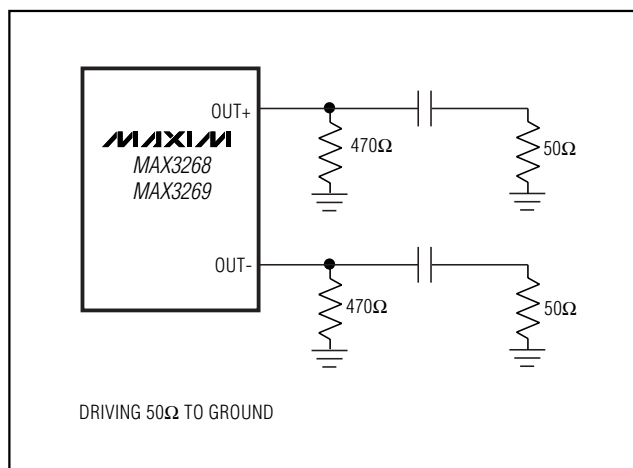 OUT+
MAXIM
MAX3268
MAX3269
470Ω
50Ω
OUT-
470Ω
50Ω
DRIVING 50Ω TO GROUND